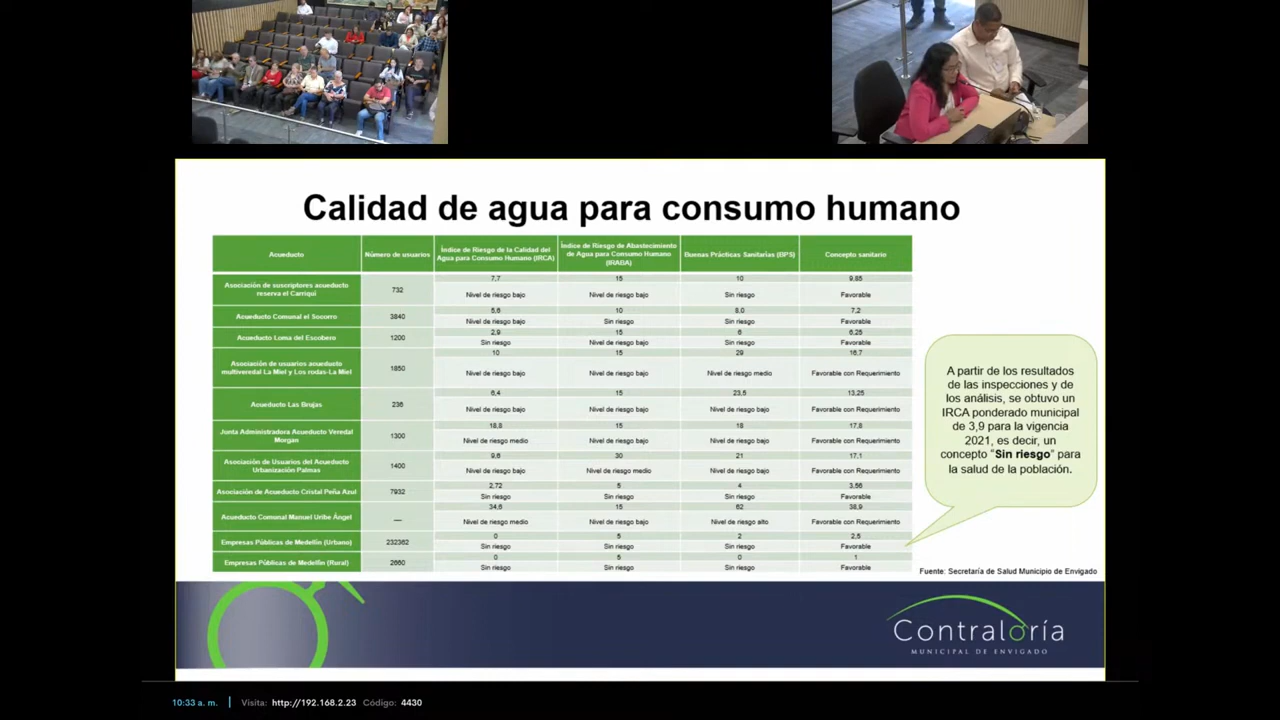 Calidad de agua para consumo humano
Acueducto
Número de usuarios
Índice de Riesgo de la Calidad del
Agua para Consumo Humano (IRCA)
Índice de Riesgo de Abastecimiento
de Agua para Consumo Humano
(IRABA)
Buenas Prácticas Sanitarias (BPS)
Concepto sanitario
Asociación de suscriptores acueducto
reserva el Carriquí
732
7,7
15
10
9,85
Nivel de riesgo bajo
Nivel de riesgo bajo
Sin riesgo
Favorable
Acueducto Comunal el Socorro
3840
5,6
10
8,0
7,2
Nivel de riesgo bajo
Sin riesgo
Sin riesgo
Favorable
Acueducto Loma del Escobero
1200
2,9
15
6
6,25
Sin riesgo
Nivel de riesgo bajo
Sin riesgo
Favorable
Asociación de usuarios acueducto
multiveredal La Miel y Los rodas-La Miel
1850
10
15
29
16,7
Nivel de riesgo bajo
Nivel de riesgo bajo
Nivel de riesgo medio
Favorable con Requerimiento
Acueducto Las Brujas
236
6,4
15
23,5
13,25
Nivel de riesgo bajo
Nivel de riesgo bajo
Nivel de riesgo bajo
Favorable con Requerimiento
Junta Administradora Acueducto Veredal
Morgan
1300
18,8
15
18
17,8
Nivel de riesgo medio
Nivel de riesgo bajo
Nivel de riesgo bajo
Favorable con Requerimiento
Asociación de Usuarios del Acueducto
Urbanización Palmas
1400
9,6
30
21
17,1
Nivel de riesgo bajo
Nivel de riesgo medio
Nivel de riesgo bajo
Favorable con Requerimiento
Asociación de Acueducto Cristal Peña Azul
7932
2,72
5
4
3,56
Sin riesgo
Sin riesgo
Sin riesgo
Favorable
Acueducto Comunal Manuel Uribe Ángel
—
34,6
15
62
38,9
Nivel de riesgo medio
Nivel de riesgo bajo
Nivel de riesgo alto
Favorable con Requerimiento
Empresas Públicas de Medellín (Urbano)
232362
0
5
2
2,5
Sin riesgo
Sin riesgo
Sin riesgo
Favorable
Empresas Públicas de Medellín (Rural)
2660
0
5
0
1
Sin riesgo
Sin riesgo
Sin riesgo
Favorable
A partir de los resultados
de las inspecciones y de
los análisis, se obtuvo un
IRCA ponderado municipal
de 3,9 para la vigencia
2021, es decir, un
concepto “Sin riesgo” para
la salud de la población.
Fuente: Secretaría de Salud Municipio de Envigado
Contraloría
MUNICIPAL DE ENVIGADO
10:33 a. m. | Visita: http://192.168.2.23 Código: 4430